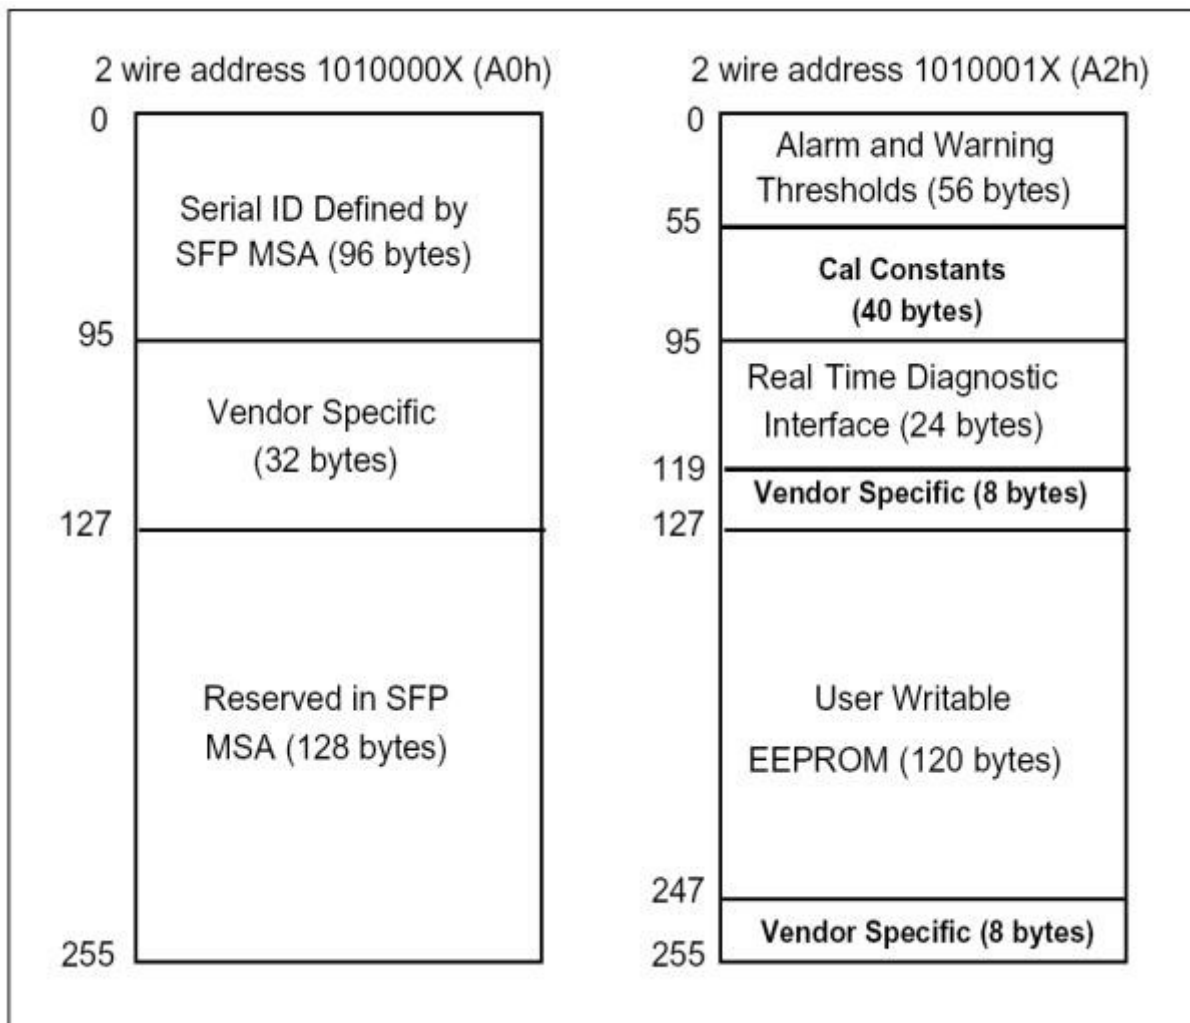 2 wire address 1010000X (A0h)
0
Serial ID Defined by
SFP MSA (96 bytes)
95
Vendor Specific
(32 bytes)
127
Reserved in SFP
MSA (128 bytes)
255
2 wire address 1010001X (A2h)
0
Alarm and Warning
Thresholds (56 bytes)
55
Cal Constants
(40 bytes)
95
Real Time Diagnostic
Interface (24 bytes)
119
Vendor Specific (8 bytes)
127
User Writable
EEPROM (120 bytes)
247
Vendor Specific (8 bytes)
255